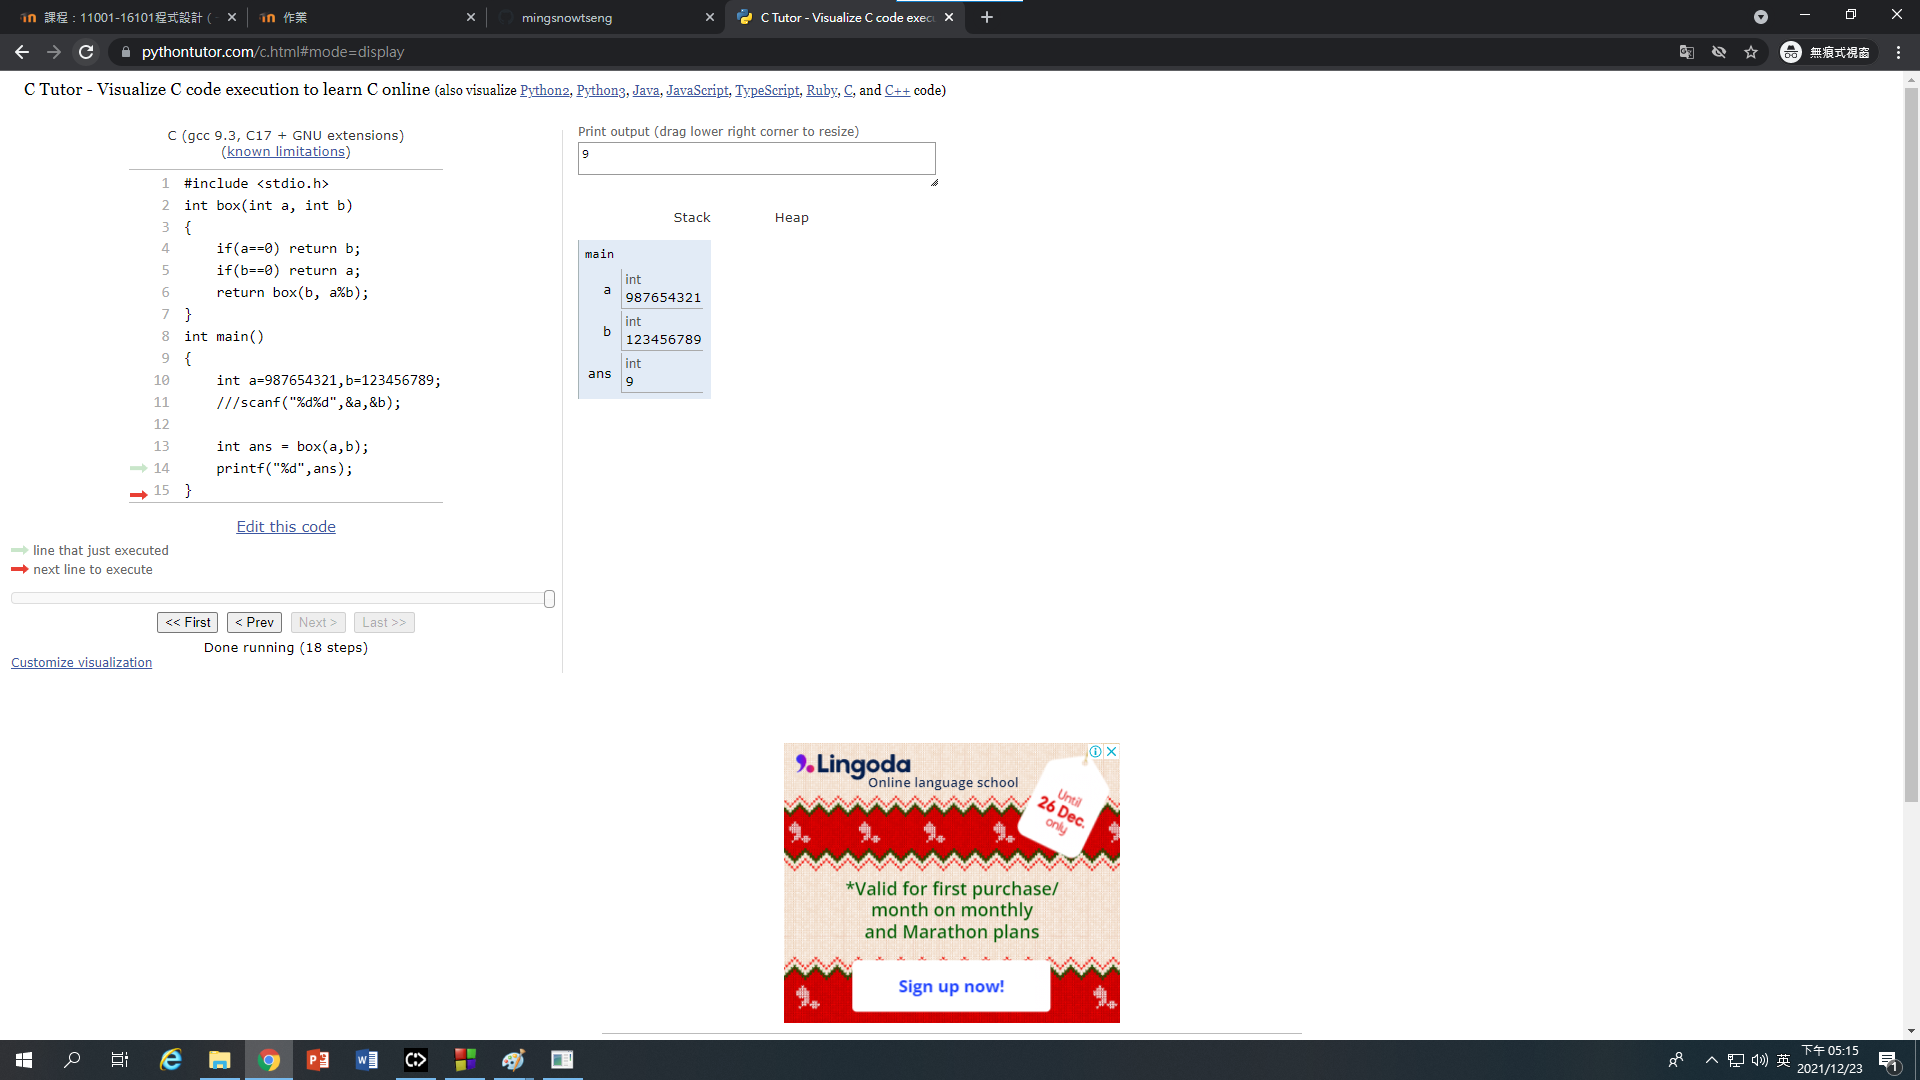 課程：11001-16101程式設計 (
作業
mingsnowtseng
C Tutor - Visualize C code exec
pythontutor.com/c.html#mode=display
無痕式視窗
C Tutor - Visualize C code execution to learn C online (also visualize Python2, Python3, Java, JavaScript, TypeScript, Ruby, C, and C++ code)
C (gcc 9.3, C17 + GNU extensions)
(known limitations)
1 #include <stdio.h>
2 int box(int a, int b)
3 {
4 if(a==0) return b;
5 if(b==0) return a;
6 return box(b, a%b);
7 }
8 int main()
9 {
10 int a=987654321,b=123456789;
11 ///scanf("%d%d",&a,&b);
12
13 int ans = box(a,b);
14 printf("%d",ans);
15 }
Edit this code
line that just executed
next line to execute
<< First < Prev Next > Last >>
Done running (18 steps)
Customize visualization
Print output (drag lower right corner to resize)
9
Stack Heap
main
a int
987654321
b int
123456789
ans int
9
Lingoda
Online language school
Until
26 Dec.
only
*Valid for first purchase/
month on monthly
and Marathon plans
Sign up now!
英
下午 05:15
2021/12/23
1